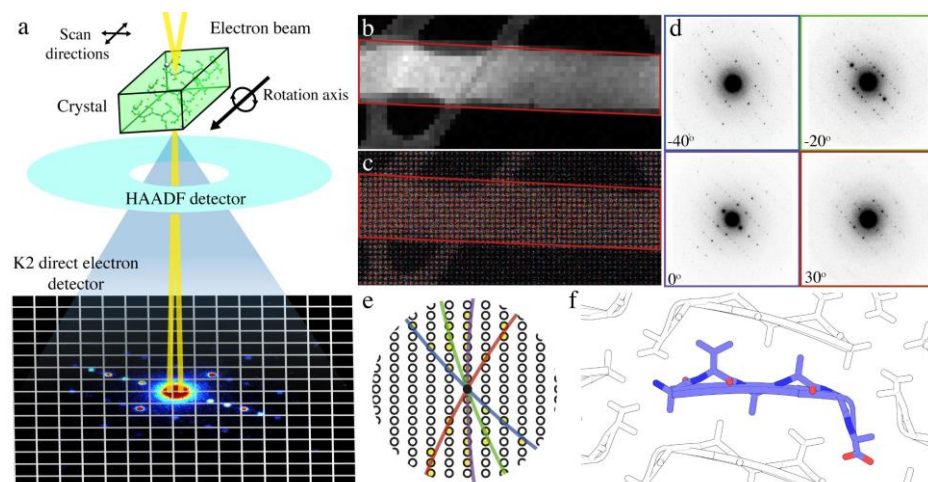 a
Scan
directions
Electron beam
Crystal
Rotation axis
HAADF detector
K2 direct electron
detector
b
c
d
-40°
-20°
0°
30°
e
f